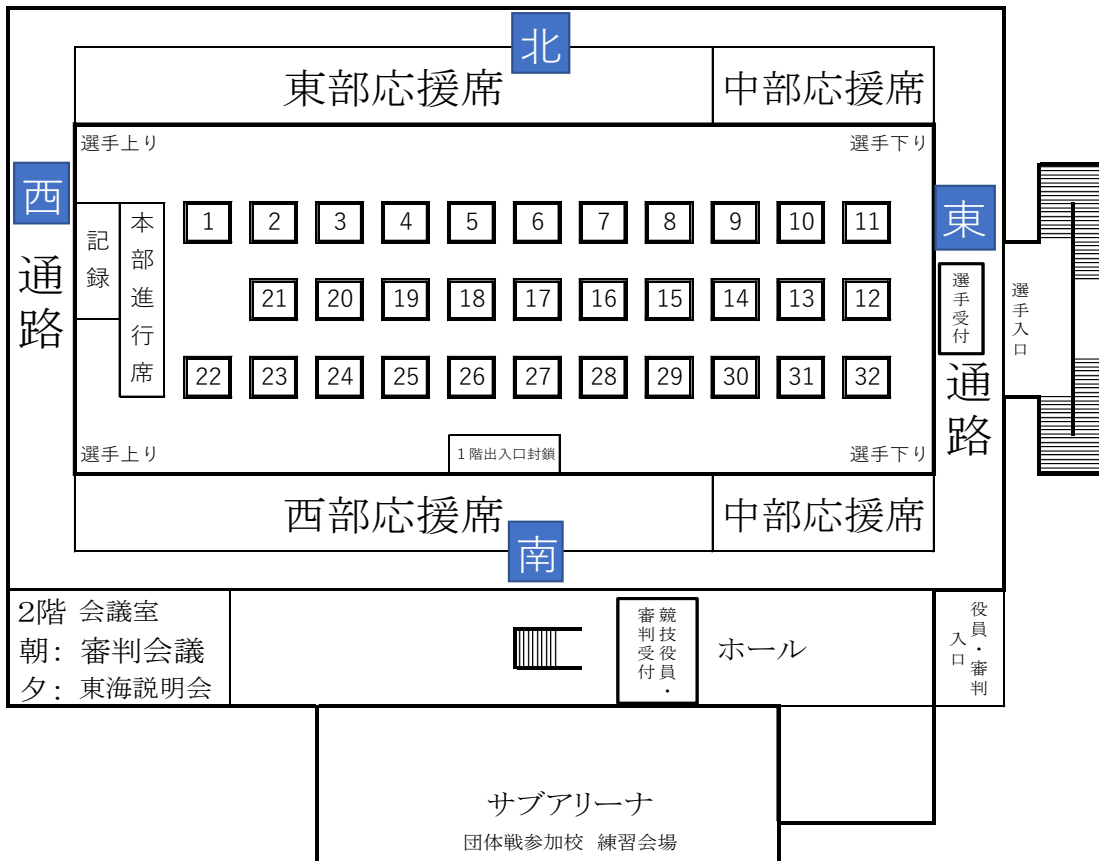 北
東部応援席
中部応援席
選手上り
選手下り
西
東
記録
本部進行席
1 2 3 4 5 6 7 8 9 10 11
21 20 19 18 17 16 15 14 13 12
22 23 24 25 26 27 28 29 30 31 32
通路
選手受付
選手入口
通路
選手上り
1階出入口封鎖
選手下り
西部応援席
中部応援席
南
2階 会議室
朝：審判会議
夕：東海説明会
競技役員・
審判受付
ホール
役員・審判
入口
サブアリーナ
団体戦参加校 練習会場